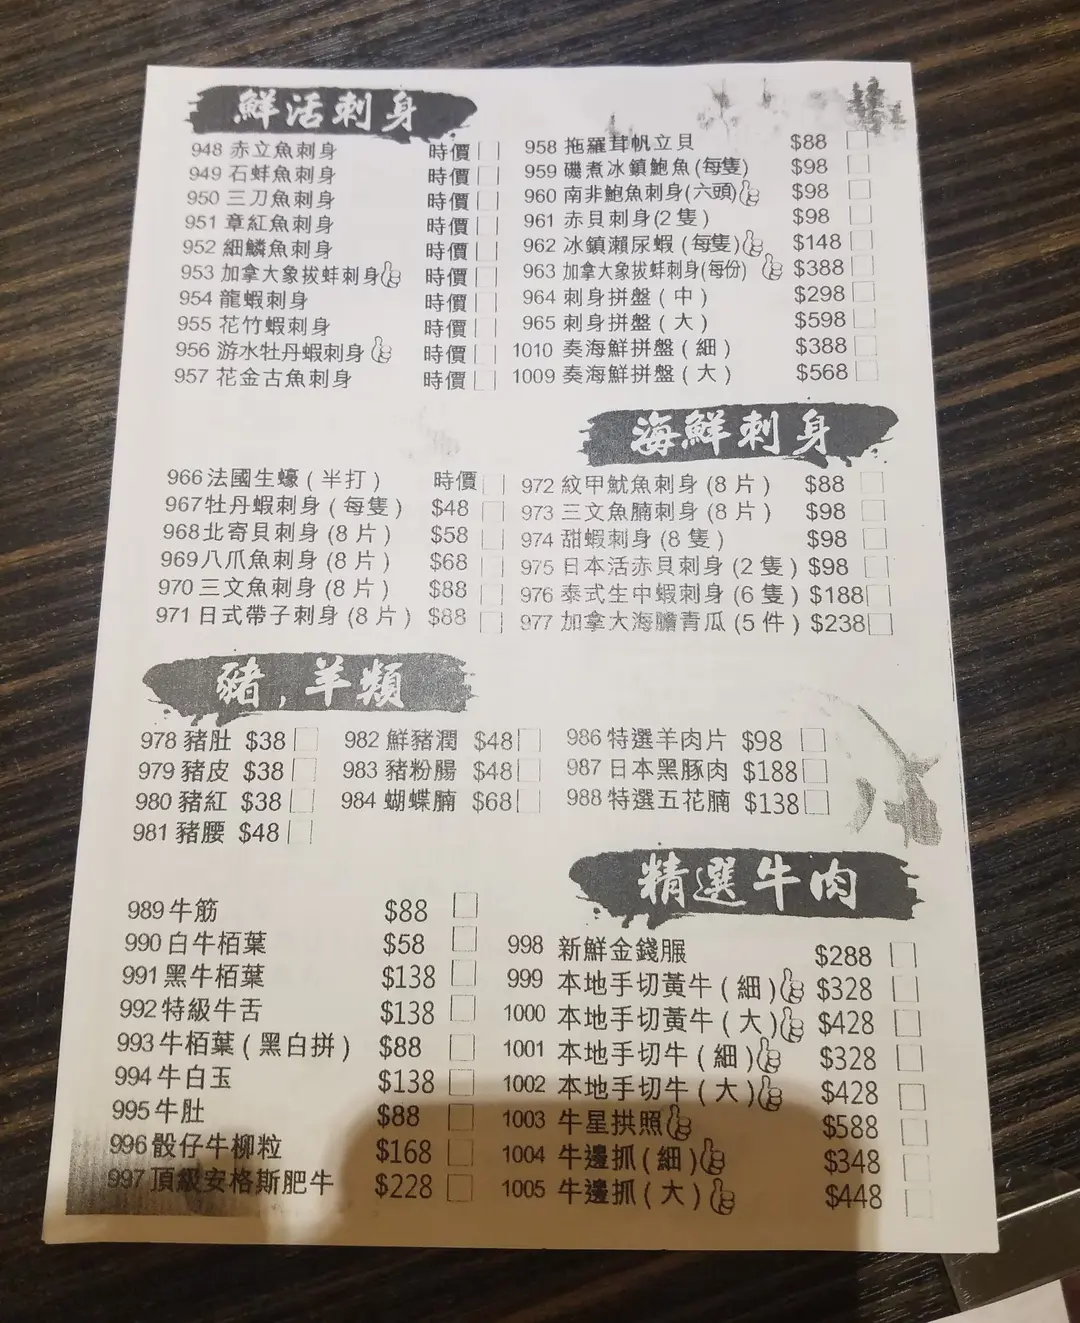 鮮活刺身
948 赤立魚刺身 時價
949 石蚌魚刺身 時價
950 三刀魚刺身 時價
951 章紅魚刺身 時價
952 細鱗魚刺身 時價
953 加拿大象拔蚌刺身 時價
954 龍蝦刺身 時價
955 花竹蝦刺身 時價
956 游水牡丹蝦刺身 時價
957 花金古魚刺身 時價
958 拖羅茸帆立貝 $88
959 磯煮冰鎮鮑魚(每隻) $98
960 南非鮑魚刺身(六頭) $98
961 赤貝刺身(2 隻) $98
962 冰鎮瀨尿蝦(每隻) $148
963 加拿大象拔蚌刺身(每份) $388
964 刺身拼盤(中) $298
965 刺身拼盤(大) $598
1010 奏海鮮拼盤(細) $388
1009 奏海鮮拼盤(大) $568
海鮮刺身
966 法國生蠔(半打) 時價
967 牡丹蝦刺身(每隻) $48
968 北寄貝刺身(8 片) $58
969 八爪魚刺身(8 片) $68
970 三文魚刺身(8 片) $88
971 日式帶子刺身(8 片) $88
972 紋甲魷魚刺身(8 片) $88
973 三文魚腩刺身(8 片) $98
974 甜蝦刺身(8 隻) $98
975 日本活赤貝刺身(2 隻) $98
976 泰式生中蝦刺身(6 隻) $188
977 加拿大海膽青瓜(5 件) $238
豬,羊類
978 豬肚 $38
979 豬皮 $38
980 豬紅 $38
981 豬腰 $48
982 鮮豬潤 $48
983 豬粉腸 $48
984 蝴蝶腩 $68
986 特選羊肉片 $98
987 日本黑豚肉 $188
988 特選五花腩 $138
精選牛肉
989 牛筋 $88
990 白牛栢葉 $58
991 黑牛栢葉 $138
992 特級牛舌 $138
993 牛栢葉(黑白拼) $88
994 牛白玉 $138
995 牛肚 $88
996 骰仔牛柳粒 $168
997 頂級安格斯肥牛 $228
998 新鮮金錢𦟌 $288
999 本地手切黃牛(細) $328
1000 本地手切黃牛(大) $428
1001 本地手切牛(細) $328
1002 本地手切牛(大) $428
1003 牛星拱照 $588
1004 牛邊抓(細) $348
1005 牛邊抓(大) $448